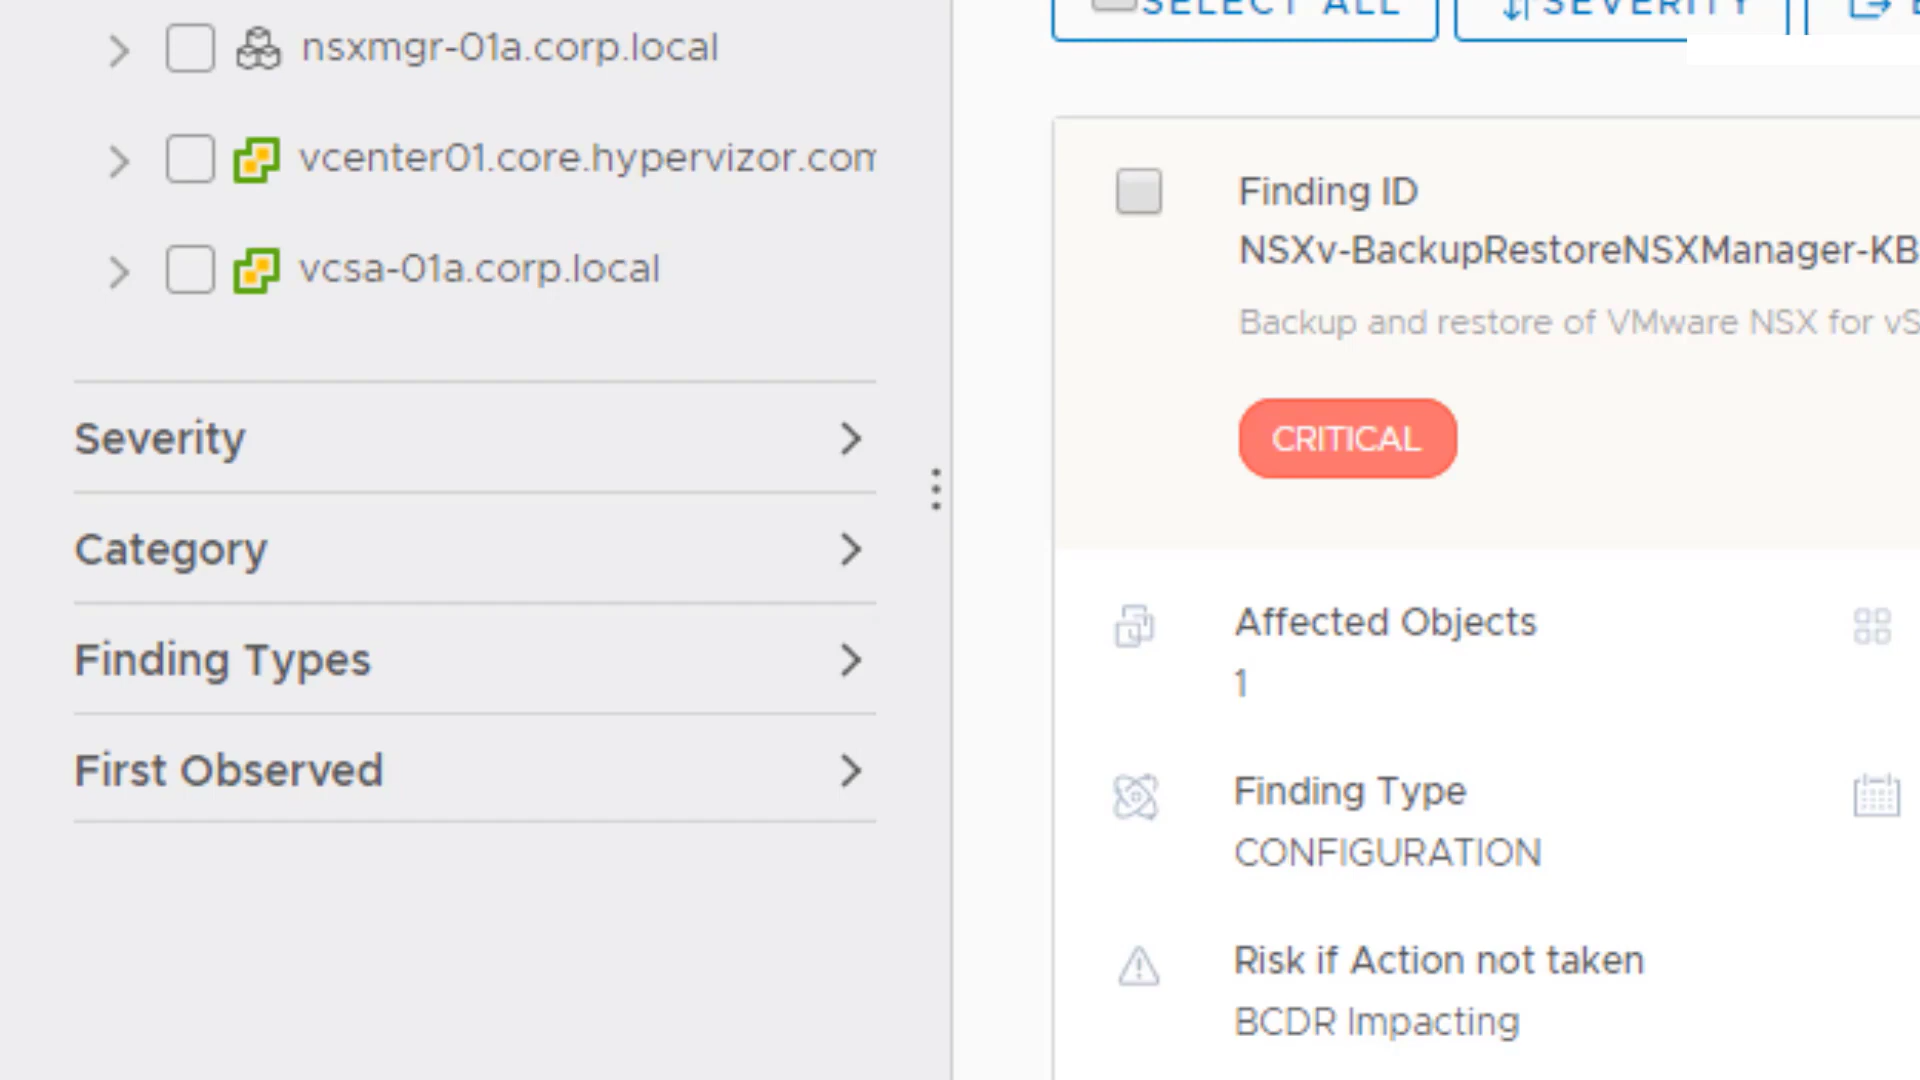 nsxmgr-01a.corp.local
vcenter01.core.hypervizor.com
vcsa-01a.corp.local
Severity
Category
Finding Types
First Observed
SELECT ALL
SEVERITY
Finding ID
NSXv-BackupRestoreNSXManager-KB
Backup and restore of VMware NSX for vS
CRITICAL
Affected Objects
1
Finding Type
CONFIGURATION
Risk if Action not taken
BCDR Impacting